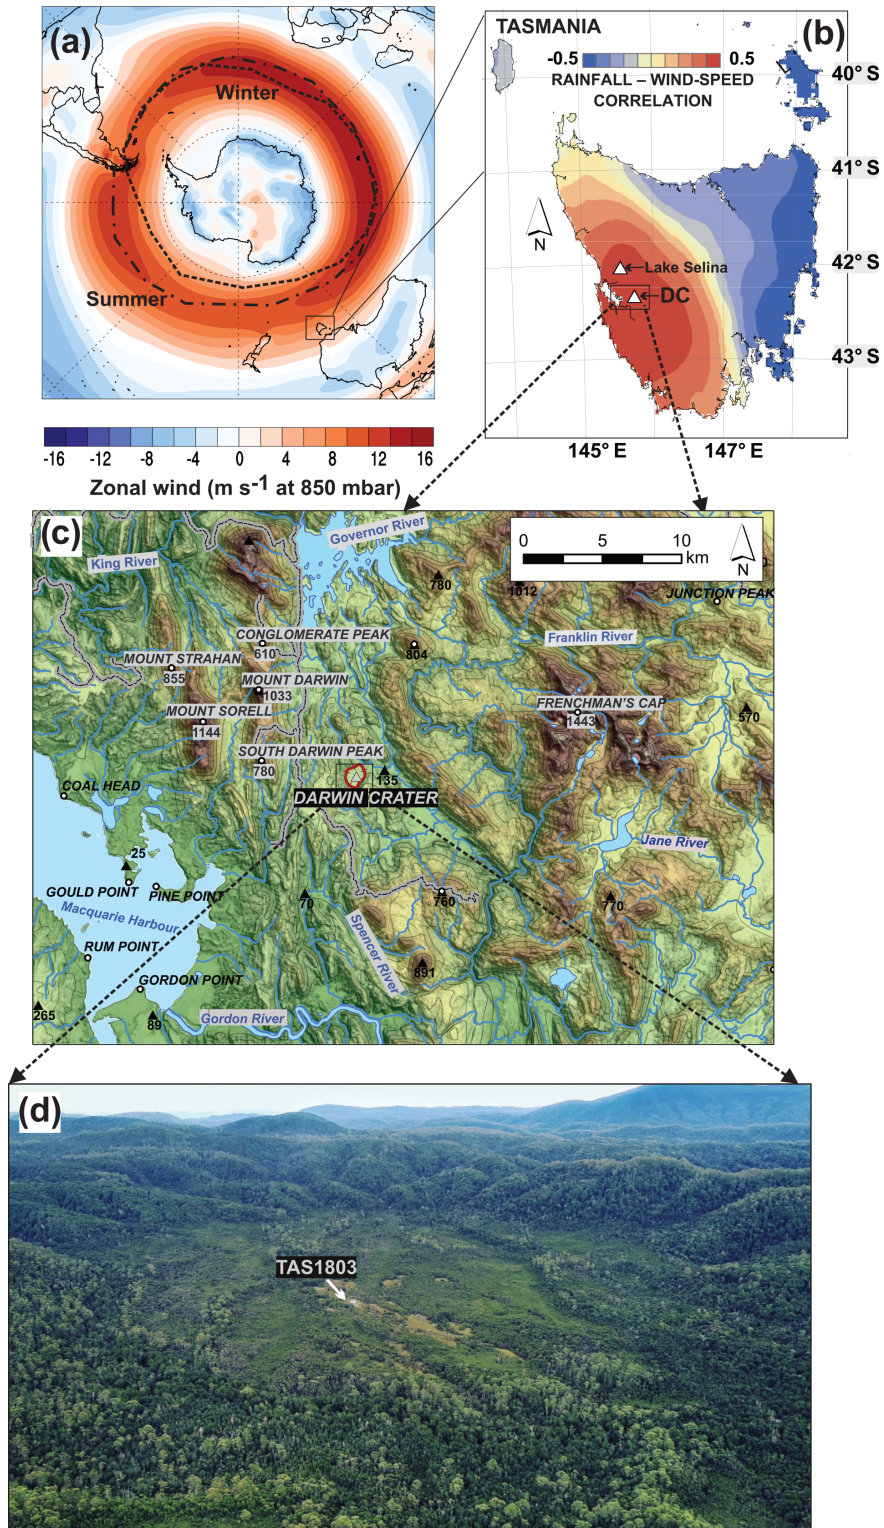 (a)
Winter
Summer
-16 -12 -8 -4 0 4 8 12 16
Zonal wind (m s-1 at 850 mbar)
TASMANIA
(b)
-0.5 0.5
RAINFALL – WIND-SPEED
CORRELATION
40° S
41° S
42° S
43° S
N
Lake Selina
DC
145° E 147° E
(c)
Governor River
King River
0 5 10
km
N
780
1012
JUNCTION PEAK
CONGLOMERATE PEAK
610
804
Franklin River
MOUNT STRAHAN
855
MOUNT DARWIN
1033
FRENCHMAN'S CAP
1443
570
MOUNT SORELL
1144
SOUTH DARWIN PEAK
780
135
COAL HEAD
DARWIN CRATER
Jane River
25
GOULD POINT
PINE POINT
70
760
770
Macquarie Harbour
Spencer River
RUM POINT
891
GORDON POINT
265
89
Gordon River
(d)
TAS1803